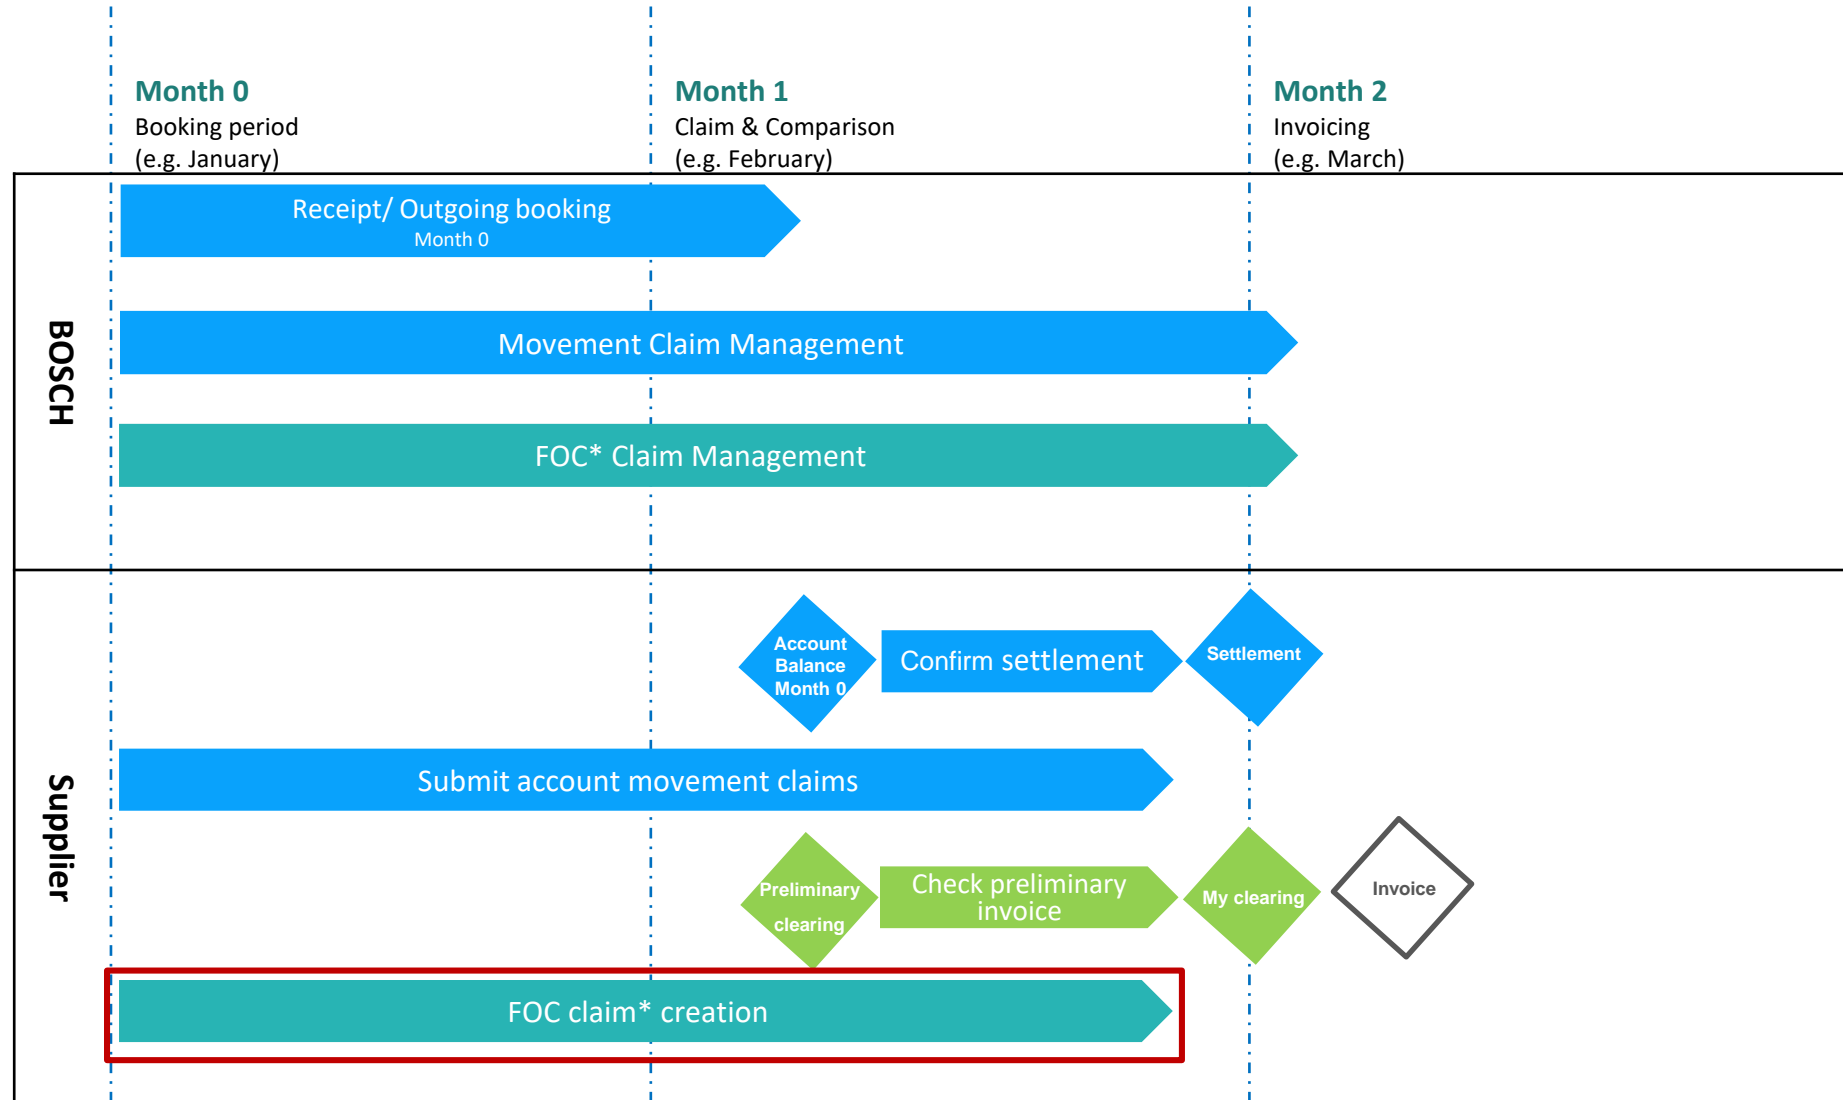 Month 0
Booking period
(e.g. January)
Month 1
Claim & Comparison
(e.g. February)
Month 2
Invoicing
(e.g. March)
BOSCH
Receipt/ Outgoing booking
Month 0
Movement Claim Management
FOC* Claim Management
Supplier
Account
Balance
Month 0
Confirm settlement
Settlement
Submit account movement claims
Preliminary
clearing
Check preliminary
invoice
My clearing
Invoice
FOC claim* creation